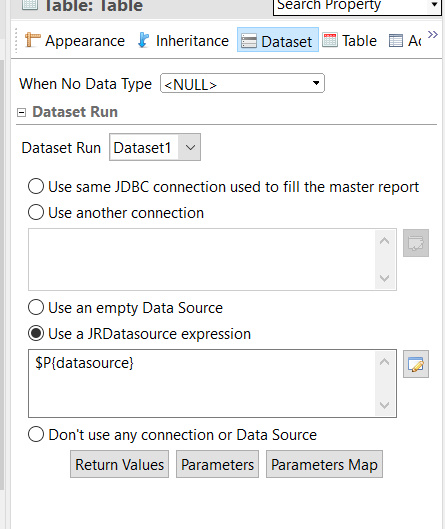 Table: Table
Search Property
Appearance Inheritance Dataset Table Ac »
When No Data Type <NULL>
Dataset Run
Dataset Run Dataset1
Use same JDBC connection used to fill the master report
Use another connection
Use an empty Data Source
Use a JRDatasource expression
$P{datasource}
Don't use any connection or Data Source
Return Values Parameters Parameters Map